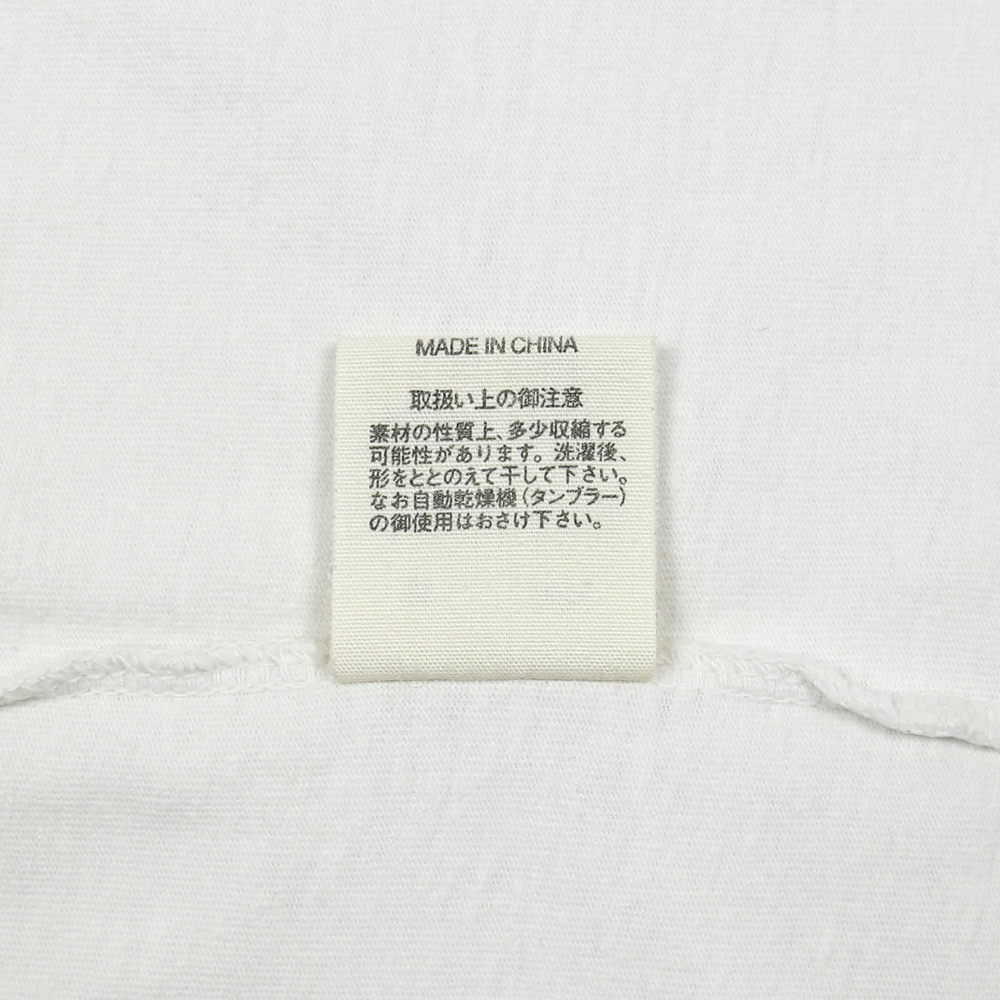 MADE IN CHINA
取扱い上の御注意
素材の性質上、多少収縮する
可能性があります。洗濯後、
形をととのえて干して下さい。
なお自動乾燥機(タンブラー)
の御使用はおさけ下さい。